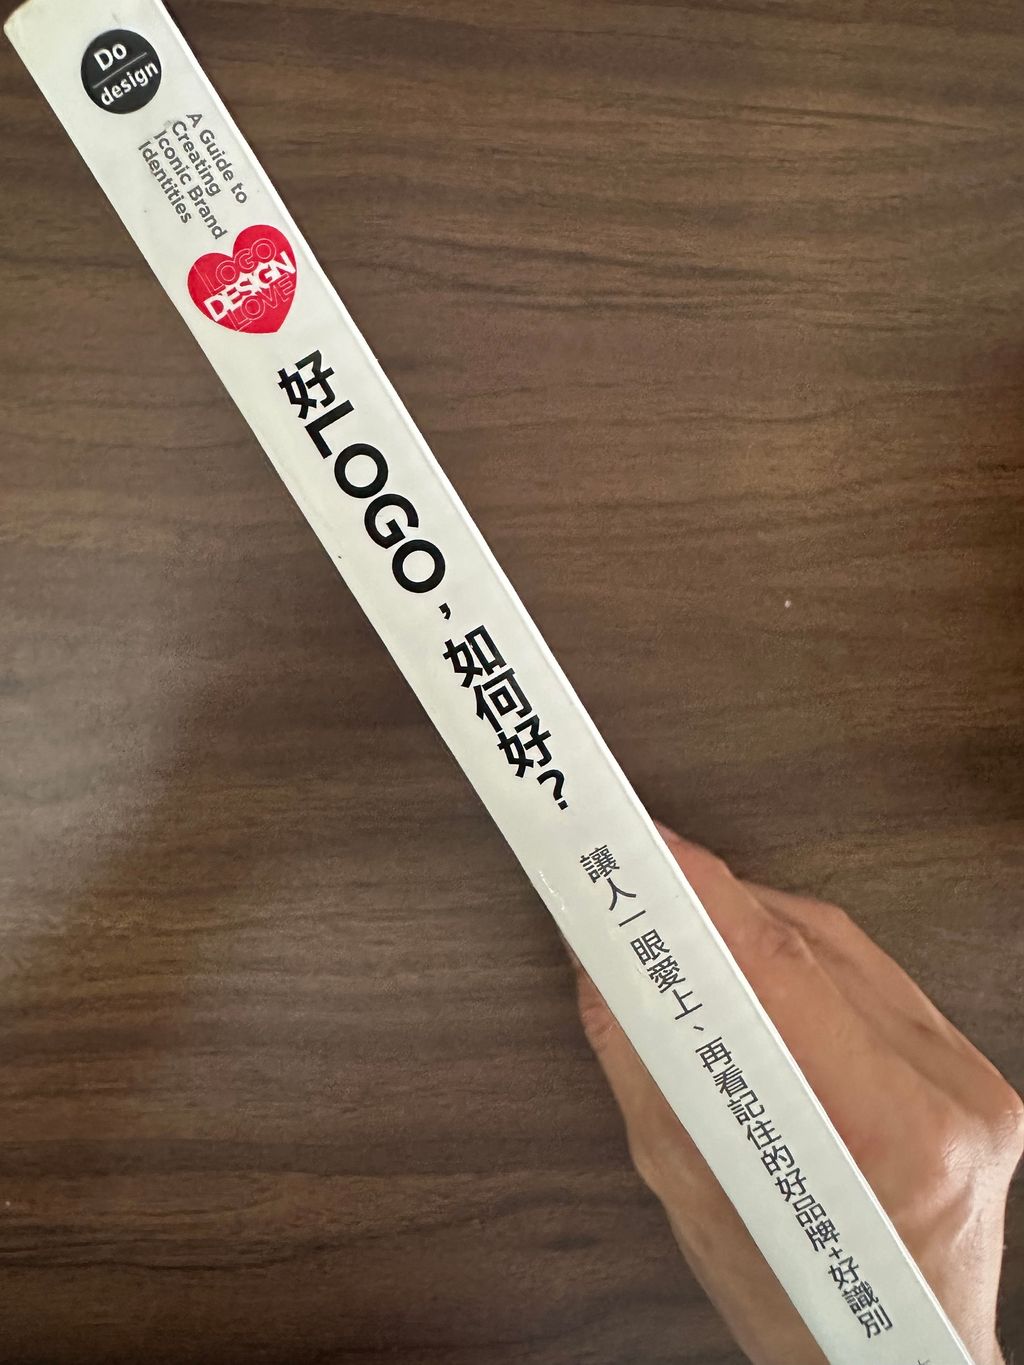 Do
design
A Guide to
Creating
Iconic Brand
Identities
LOGO
DESIGN
LOVE
好LOGO，如何好？
讓人一眼愛上、再看記住的好品牌+好識別